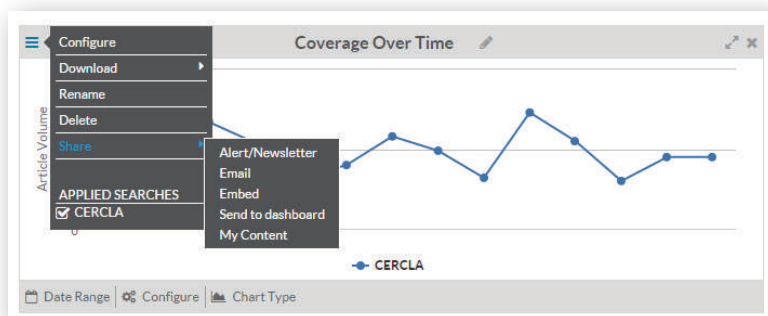 Coverage Over Time
Configure
Download
Rename
Delete
Share
APPLIED SEARCHES
CERCLA
Alert/Newsletter
Email
Embed
Send to dashboard
My Content
Article Volume
0
CERCLA
Date Range
Configure
Chart Type